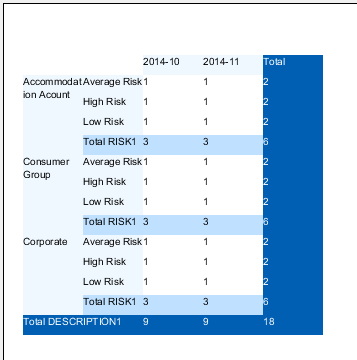 2014-10 2014-11 Total
Accommodat Average Risk 1 1 2
ion Acount
High Risk 1 1 2
Low Risk 1 1 2
Total RISK1 3 3 6
Consumer Average Risk 1 1 2
Group
High Risk 1 1 2
Low Risk 1 1 2
Total RISK1 3 3 6
Corporate Average Risk 1 1 2
High Risk 1 1 2
Low Risk 1 1 2
Total RISK1 3 3 6
Total DESCRIPTION1 9 9 18